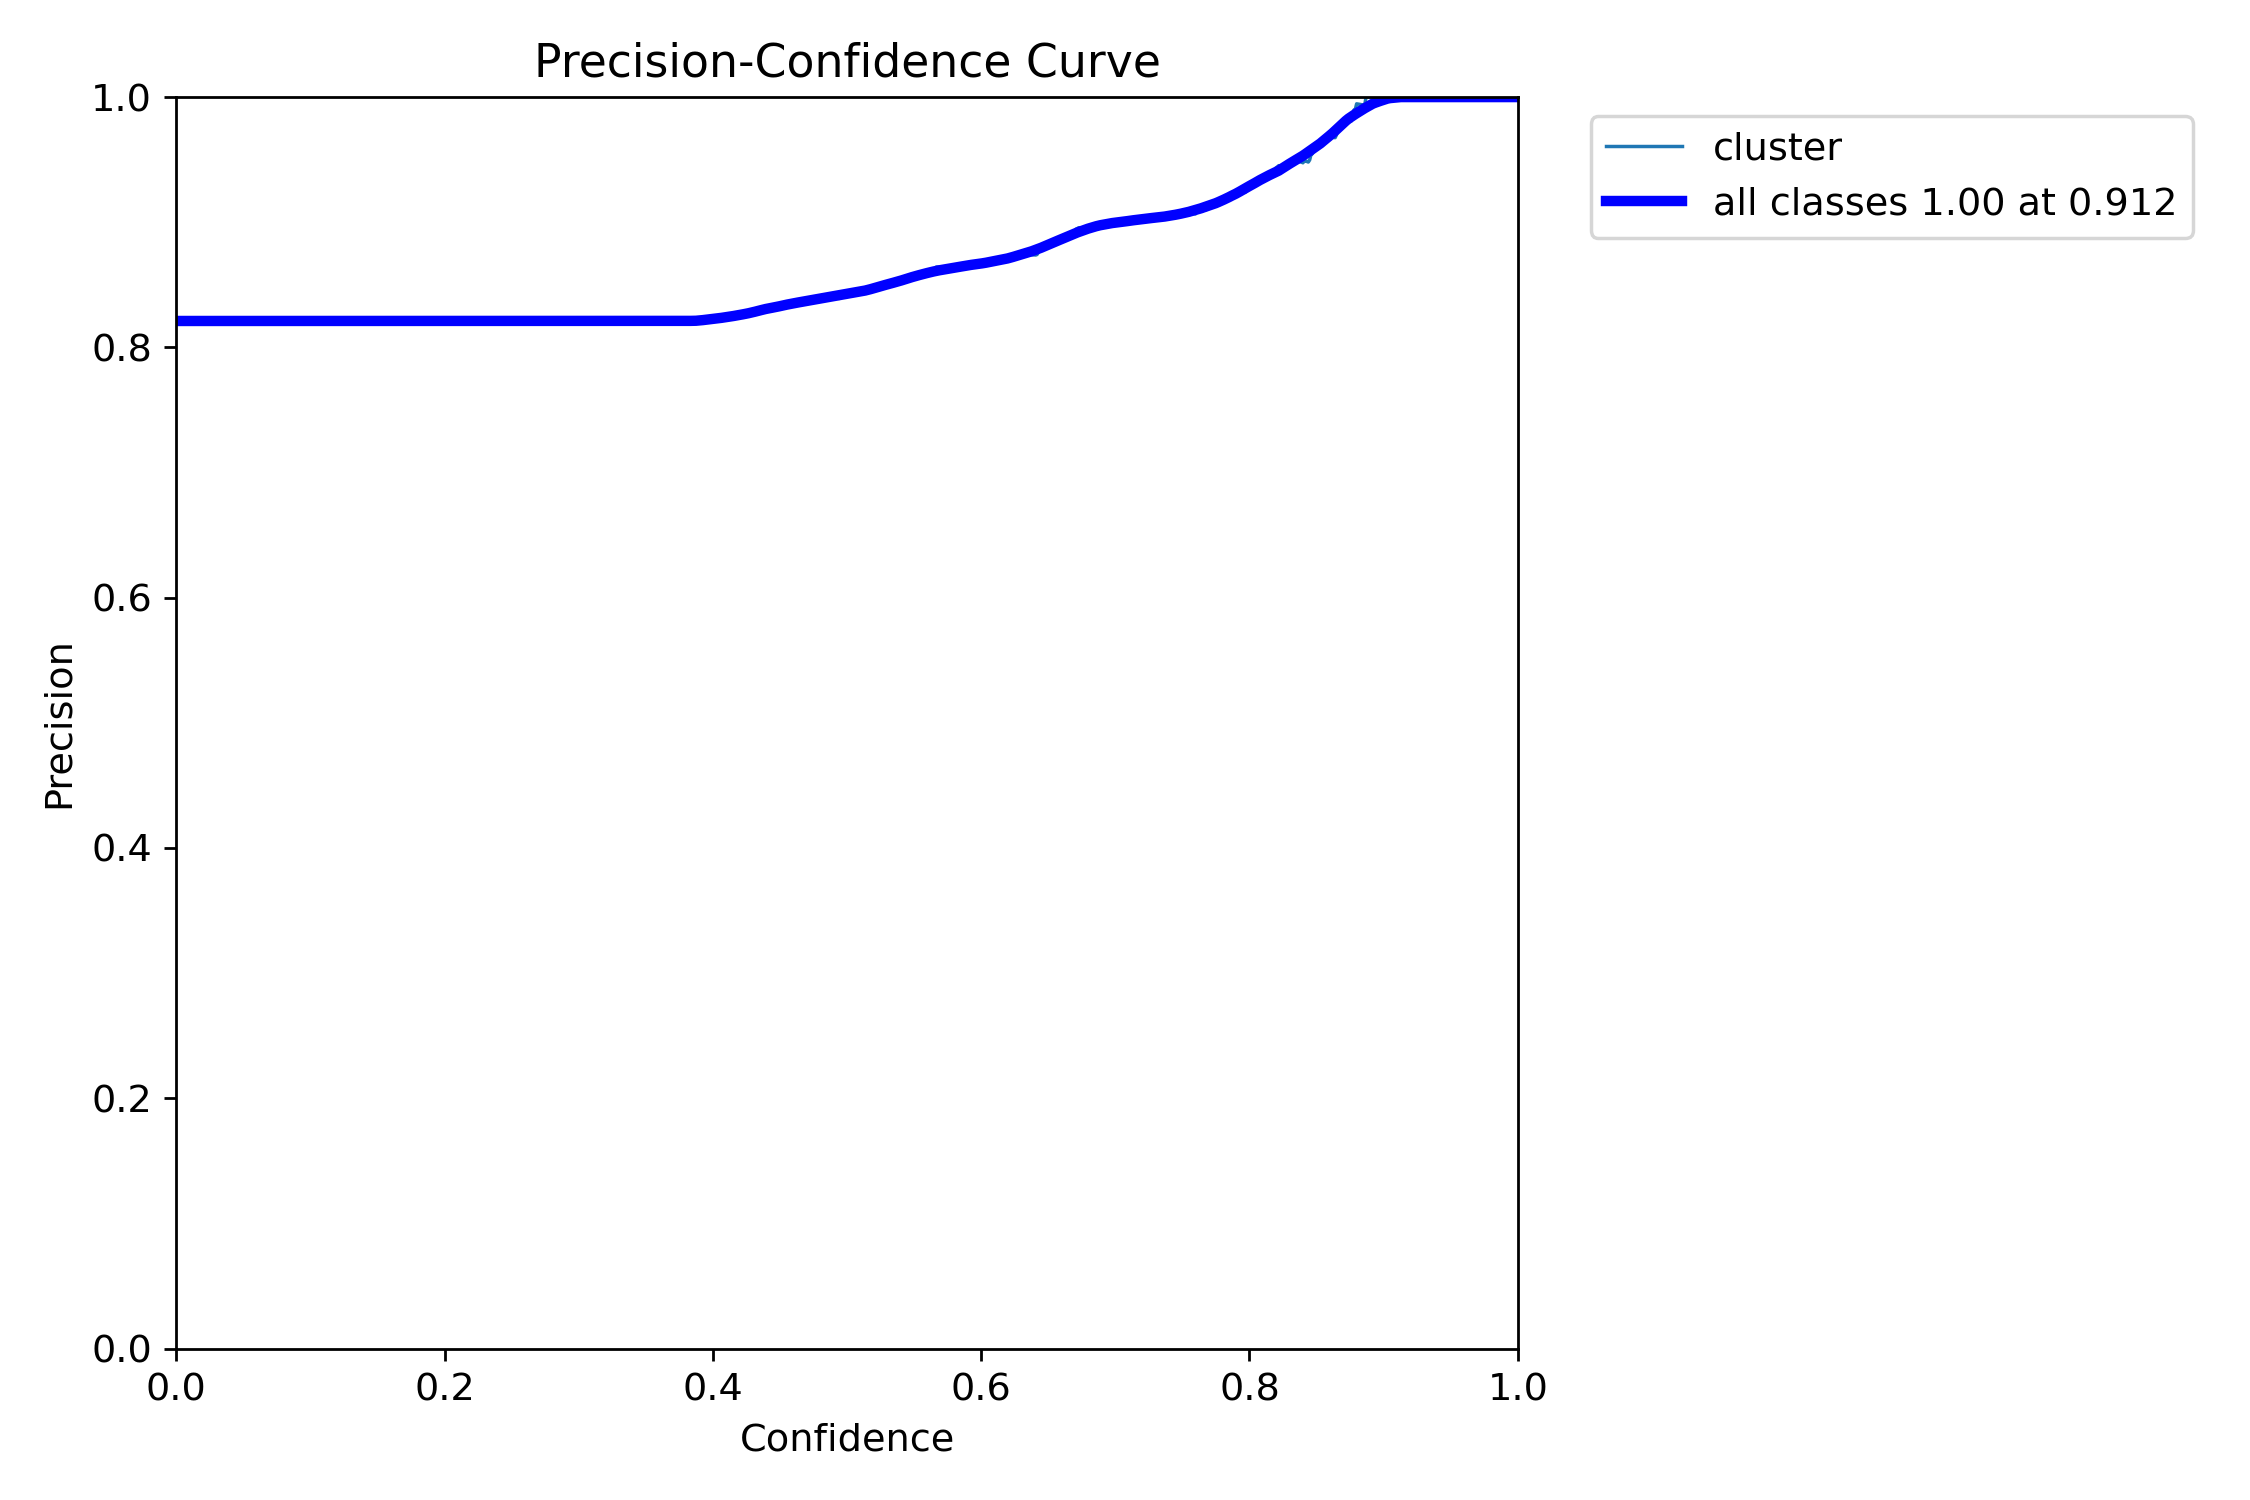 Precision-Confidence Curve
cluster
all classes 1.00 at 0.912
1.0
0.8
0.6
0.4
0.2
0.0
Precision
0.0 0.2 0.4 0.6 0.8 1.0
Confidence